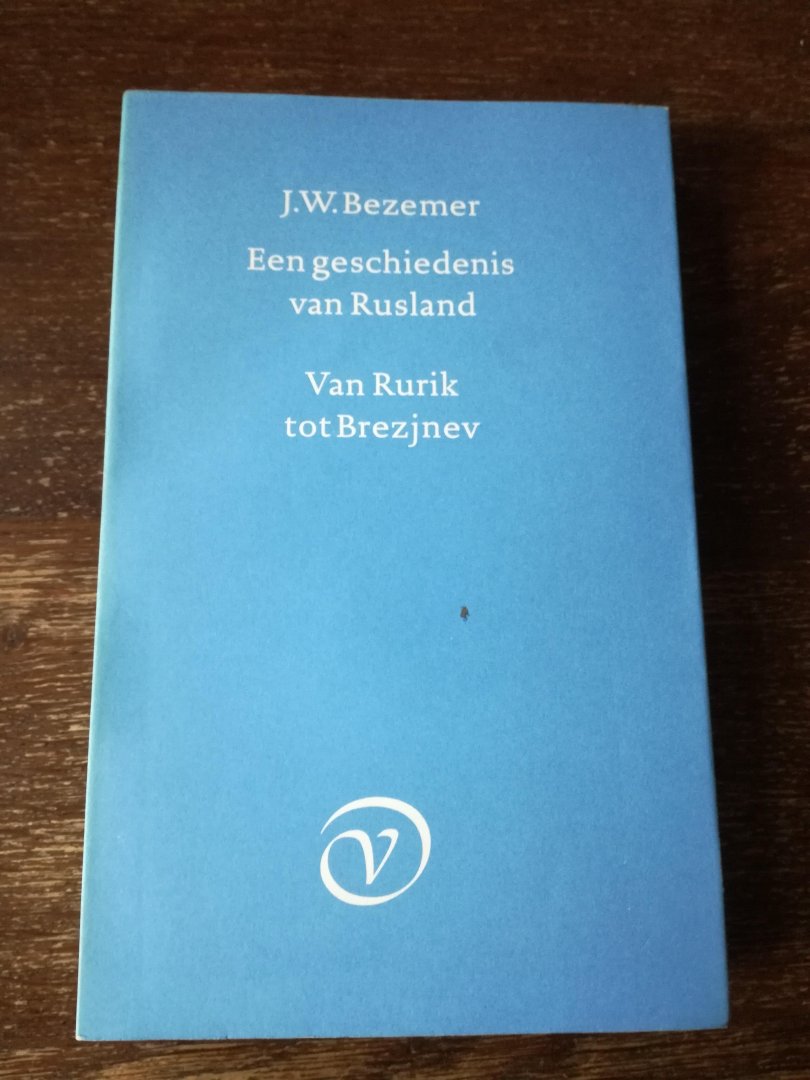 J.W. Bezemer
Een geschiedenis
van Rusland
Van Rurik
tot Brezjnev
V